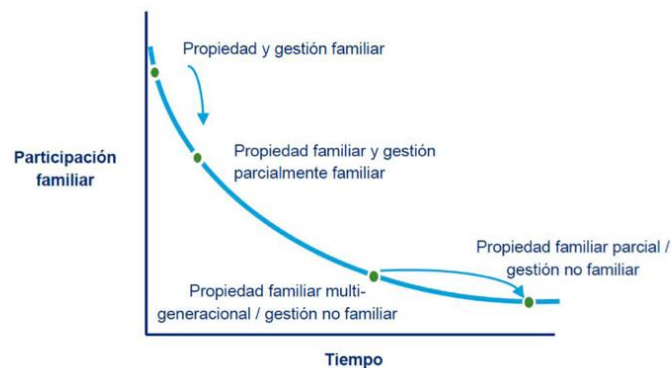 Propiedad y gestión familiar
Participación
familiar
Propiedad familiar y gestión
parcialmente familiar
Propiedad familiar parcial /
gestión no familiar
Propiedad familiar multi-
generacional / gestión no familiar
Tiempo